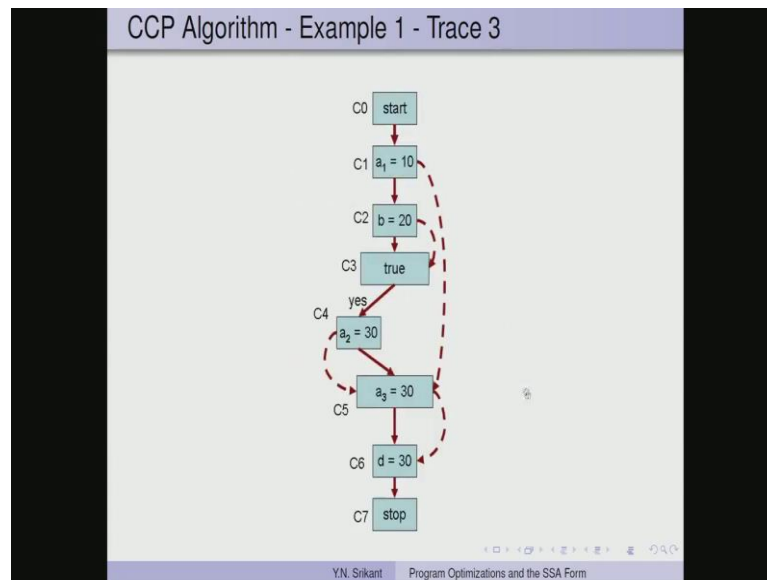 CCP Algorithm - Example 1 - Trace 3
C0 start
C1 a₁ = 10
C2 b = 20
C3 true
yes
C4
a₂ = 30
a₃ = 30
C5
C6 d = 30
C7 stop
Y.N. Srikant Program Optimizations and the SSA Form